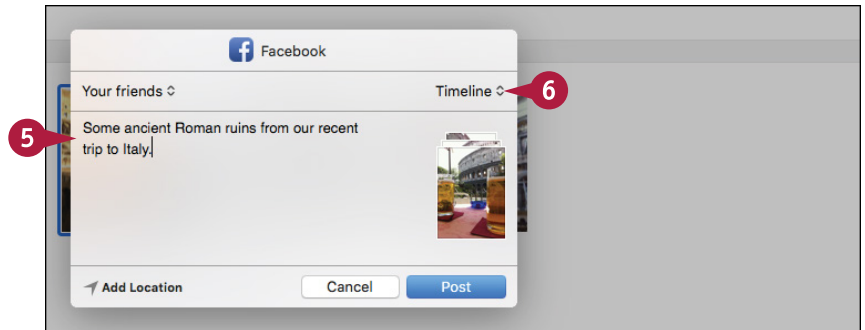 Facebook
Your friends
Timeline
6
5
Some ancient Roman ruins from our recent
trip to Italy.
Add Location
Cancel
Post